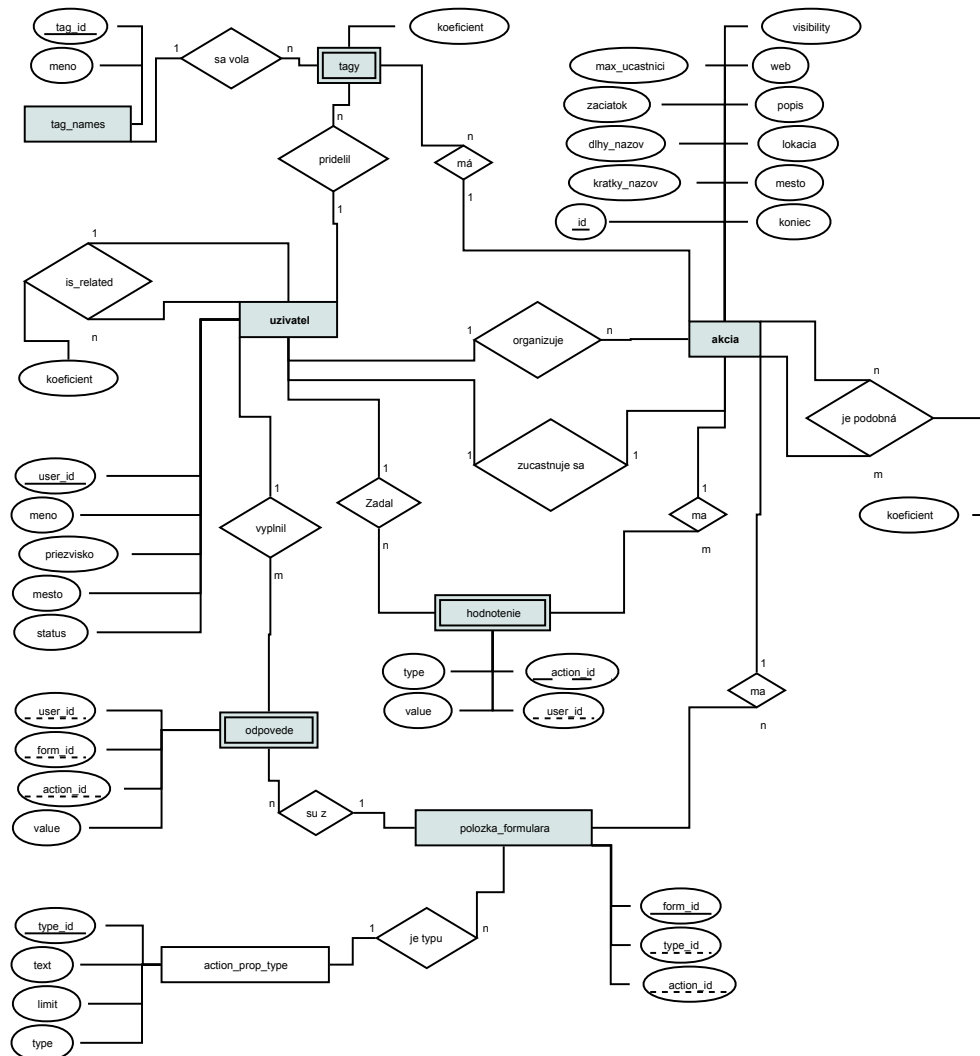 tag_id
meno
tag_names
1
sa vola
n
tagy
koeficient
n
pridelil
1
n
má
1
visibility
max_ucastnici
web
zaciatok
popis
dlhy_nazov
lokacia
kratky_nazov
mesto
id
koniec
1
is_related
n
koeficient
uzivatel
1
organizuje
n
akcia
n
je podobná
m
koeficient
1
zucastnuje sa
1
user_id
meno
priezvisko
mesto
status
1
vyplnil
m
1
Zadal
n
1
ma
m
hodnotenie
type
action_id
value
user_id
1
ma
n
user_id
form_id
action_id
value
odpovede
n
su z
1
polozka_formulara
form_id
type_id
action_id
type_id
text
limit
type
action_prop_type
1
je typu
n